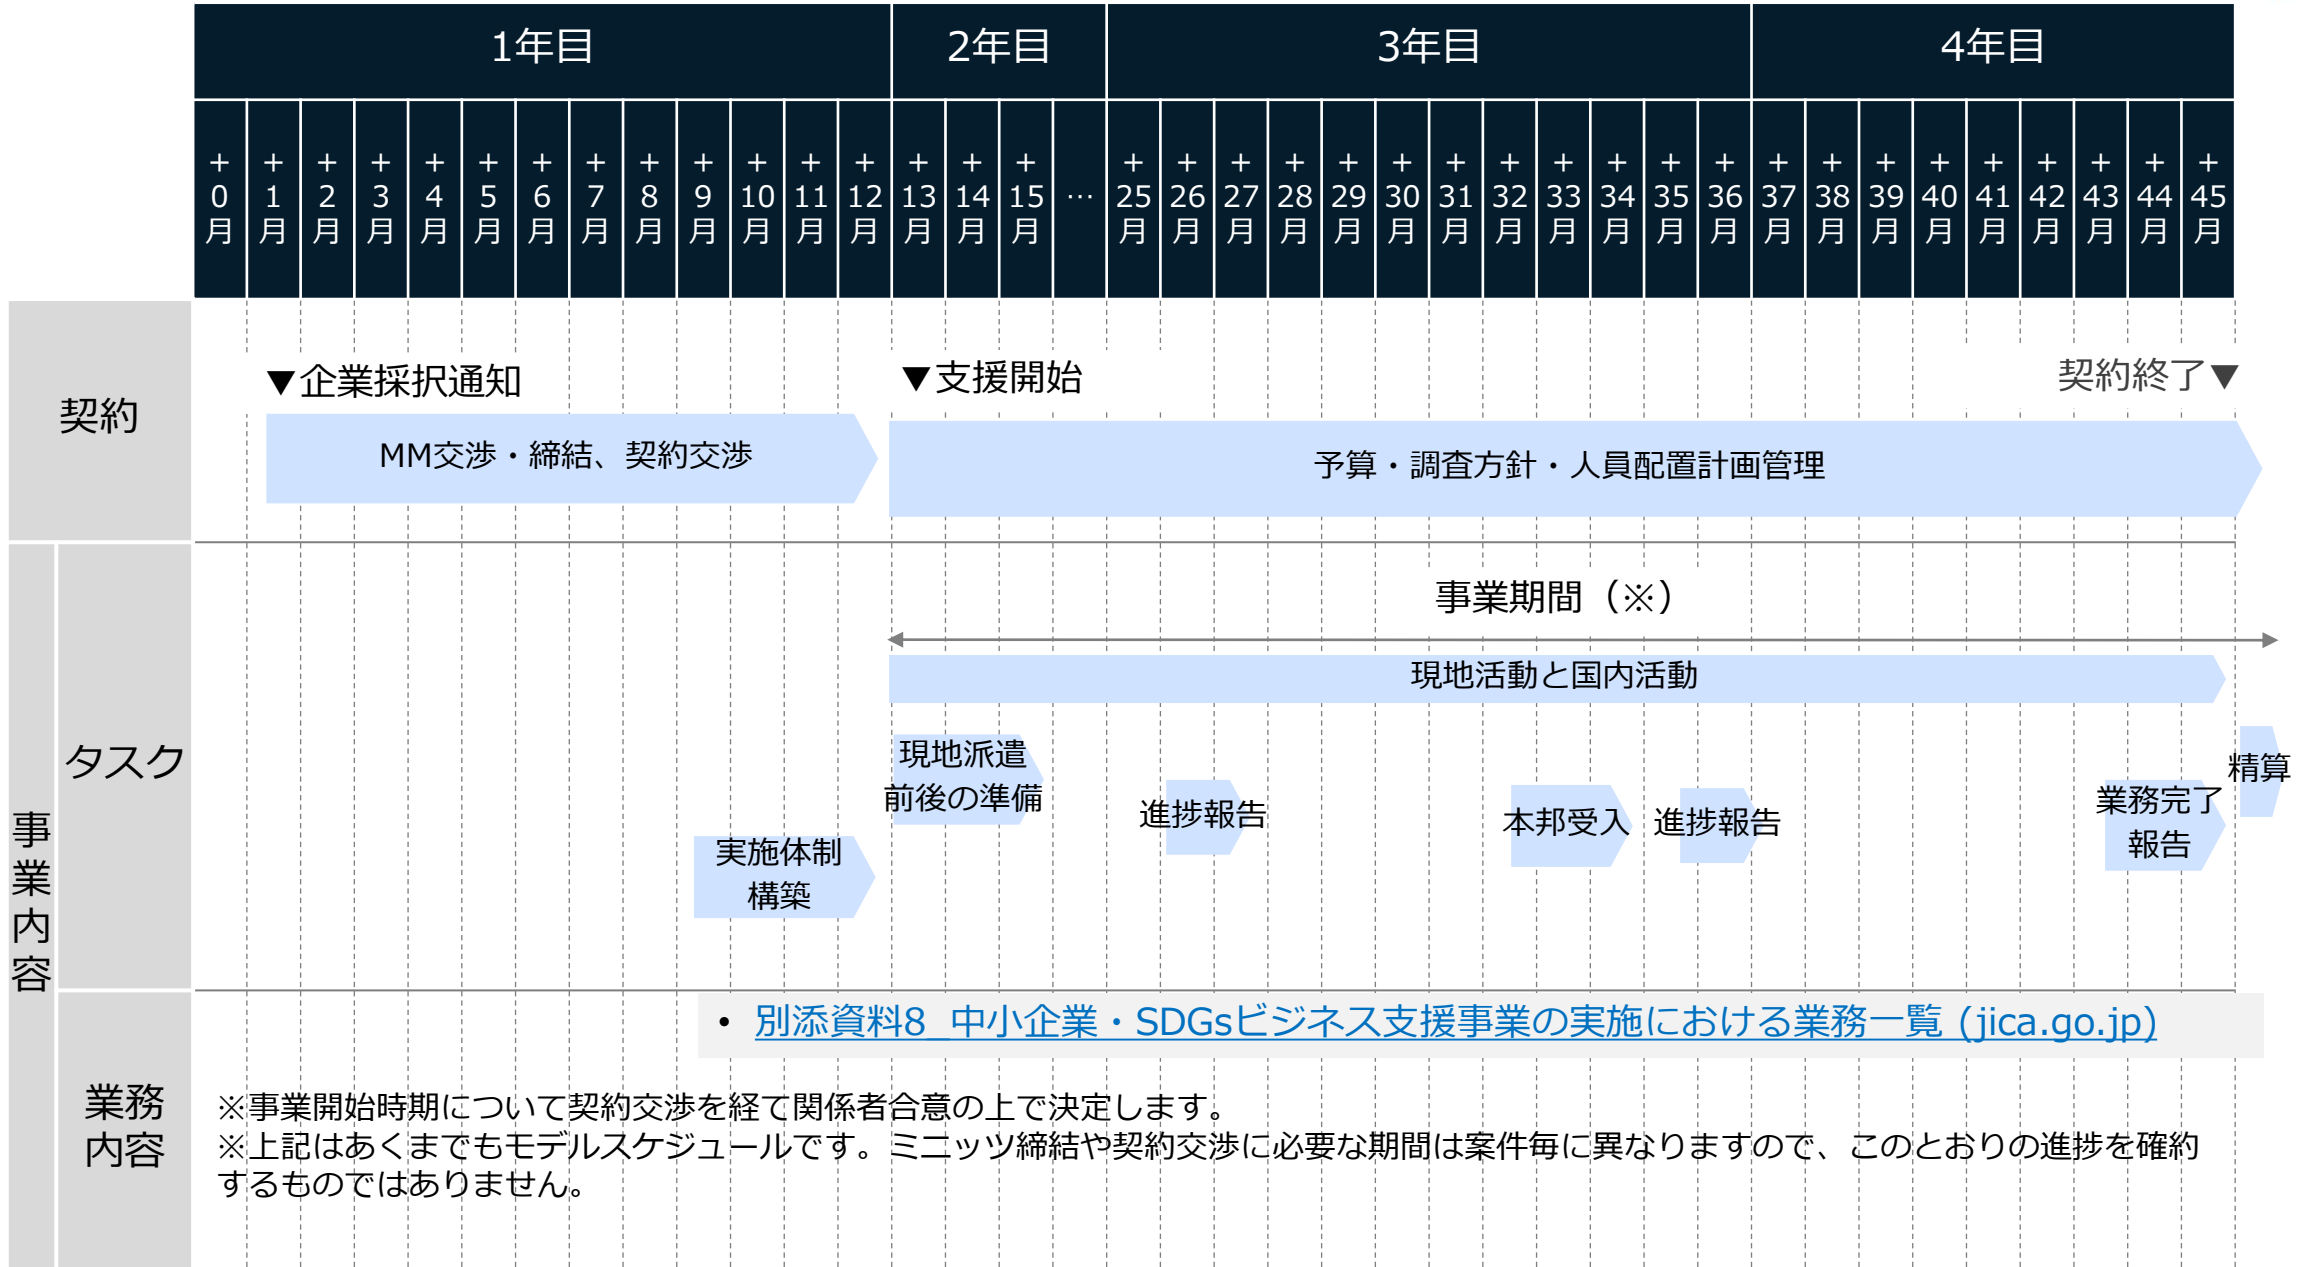 1年目
2年目
3年目
4年目
+0月
+1月
+2月
+3月
+4月
+5月
+6月
+7月
+8月
+9月
+10月
+11月
+12月
+13月
+14月
+15月
…
+25月
+26月
+27月
+28月
+29月
+30月
+31月
+32月
+33月
+34月
+35月
+36月
+37月
+38月
+39月
+40月
+41月
+42月
+43月
+44月
+45月
契約
▼企業採択通知
▼支援開始
契約終了▼
MM交渉・締結、契約交渉
予算・調査方針・人員配置計画管理
事業内容
タスク
事業期間（※）
現地活動と国内活動
現地派遣
前後の準備
進捗報告
本邦受入
進捗報告
業務完了
報告
精算
実施体制
構築
業務
内容
• 別添資料8_中小企業・SDGsビジネス支援事業の実施における業務一覧 (jica.go.jp)
※事業開始時期について契約交渉を経て関係者合意の上で決定します。
※上記はあくまでもモデルスケジュールです。ミニッツ締結や契約交渉に必要な期間は案件毎に異なりますので、このとおりの進捗を確約
するものではありません。